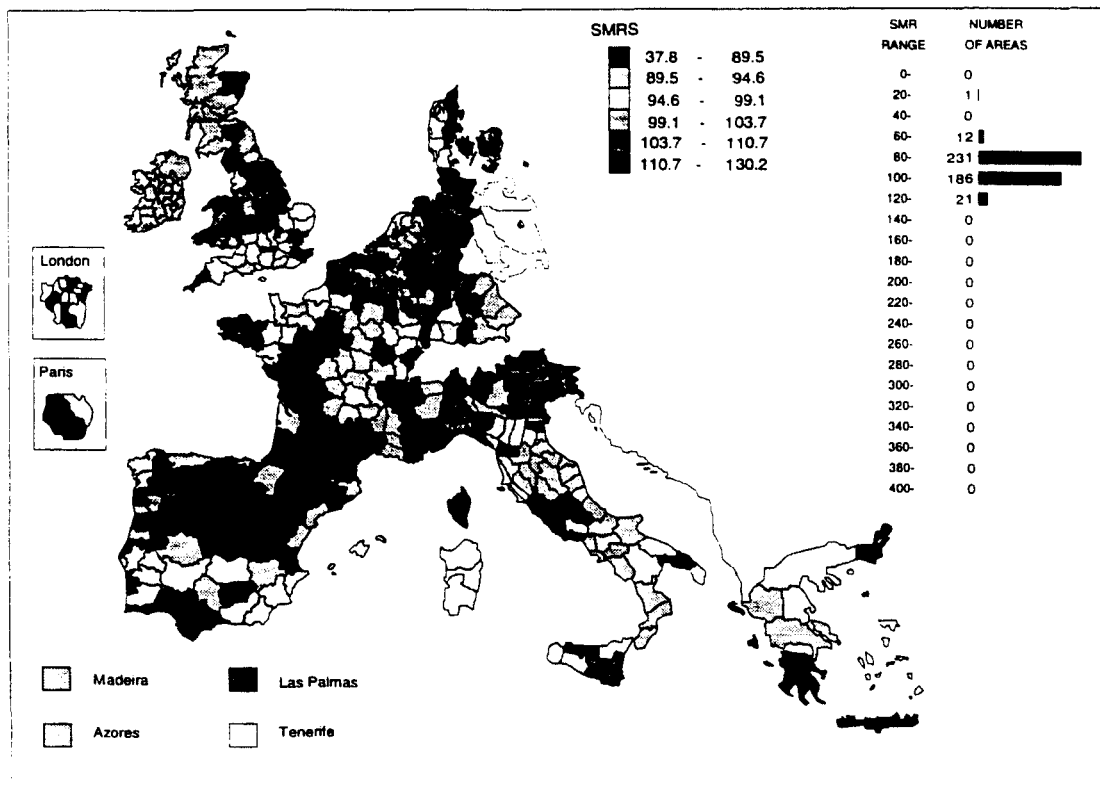 SMRS
37.8 - 89.5
89.5 - 94.6
94.6 - 99.1
99.1 - 103.7
103.7 - 110.7
110.7 - 130.2
SMR NUMBER
RANGE OF AREAS
0- 0
20- 1
40- 0
60- 12
80- 231
100- 186
120- 21
140- 0
160- 0
180- 0
200- 0
220- 0
240- 0
260- 0
280- 0
300- 0
320- 0
340- 0
360- 0
380- 0
400- 0
London
Paris
Madeira
Las Palmas
Azores
Tenerife